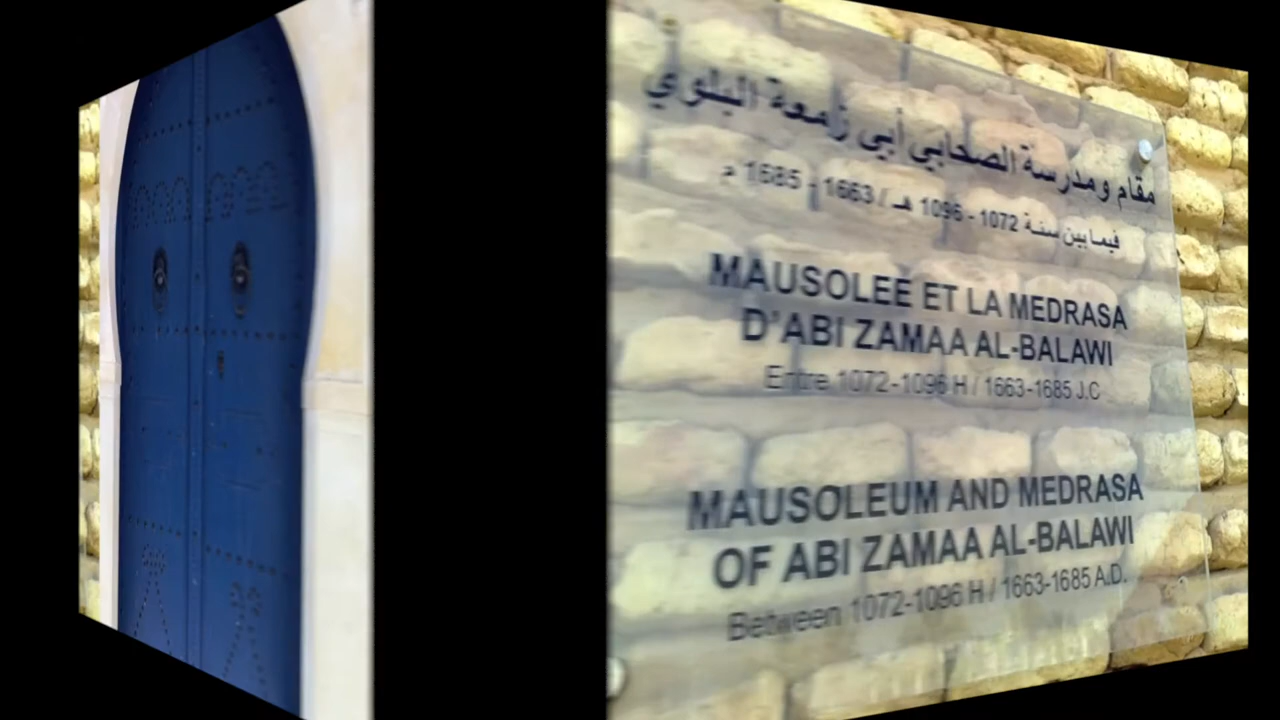 مقام ومدرسة الصحابي أبي زمعة البلوي
فيما بين سنة 1072 - 1096 هـ / 1663 - 1685 م
MAUSOLEE ET LA MEDRASA
D'ABI ZAMAA AL-BALAWI
Entre 1072-1096 H / 1663-1685 J.C
MAUSOLEUM AND MEDRASA
OF ABI ZAMAA AL-BALAWI
Between 1072-1096 H / 1663-1685 A.D.